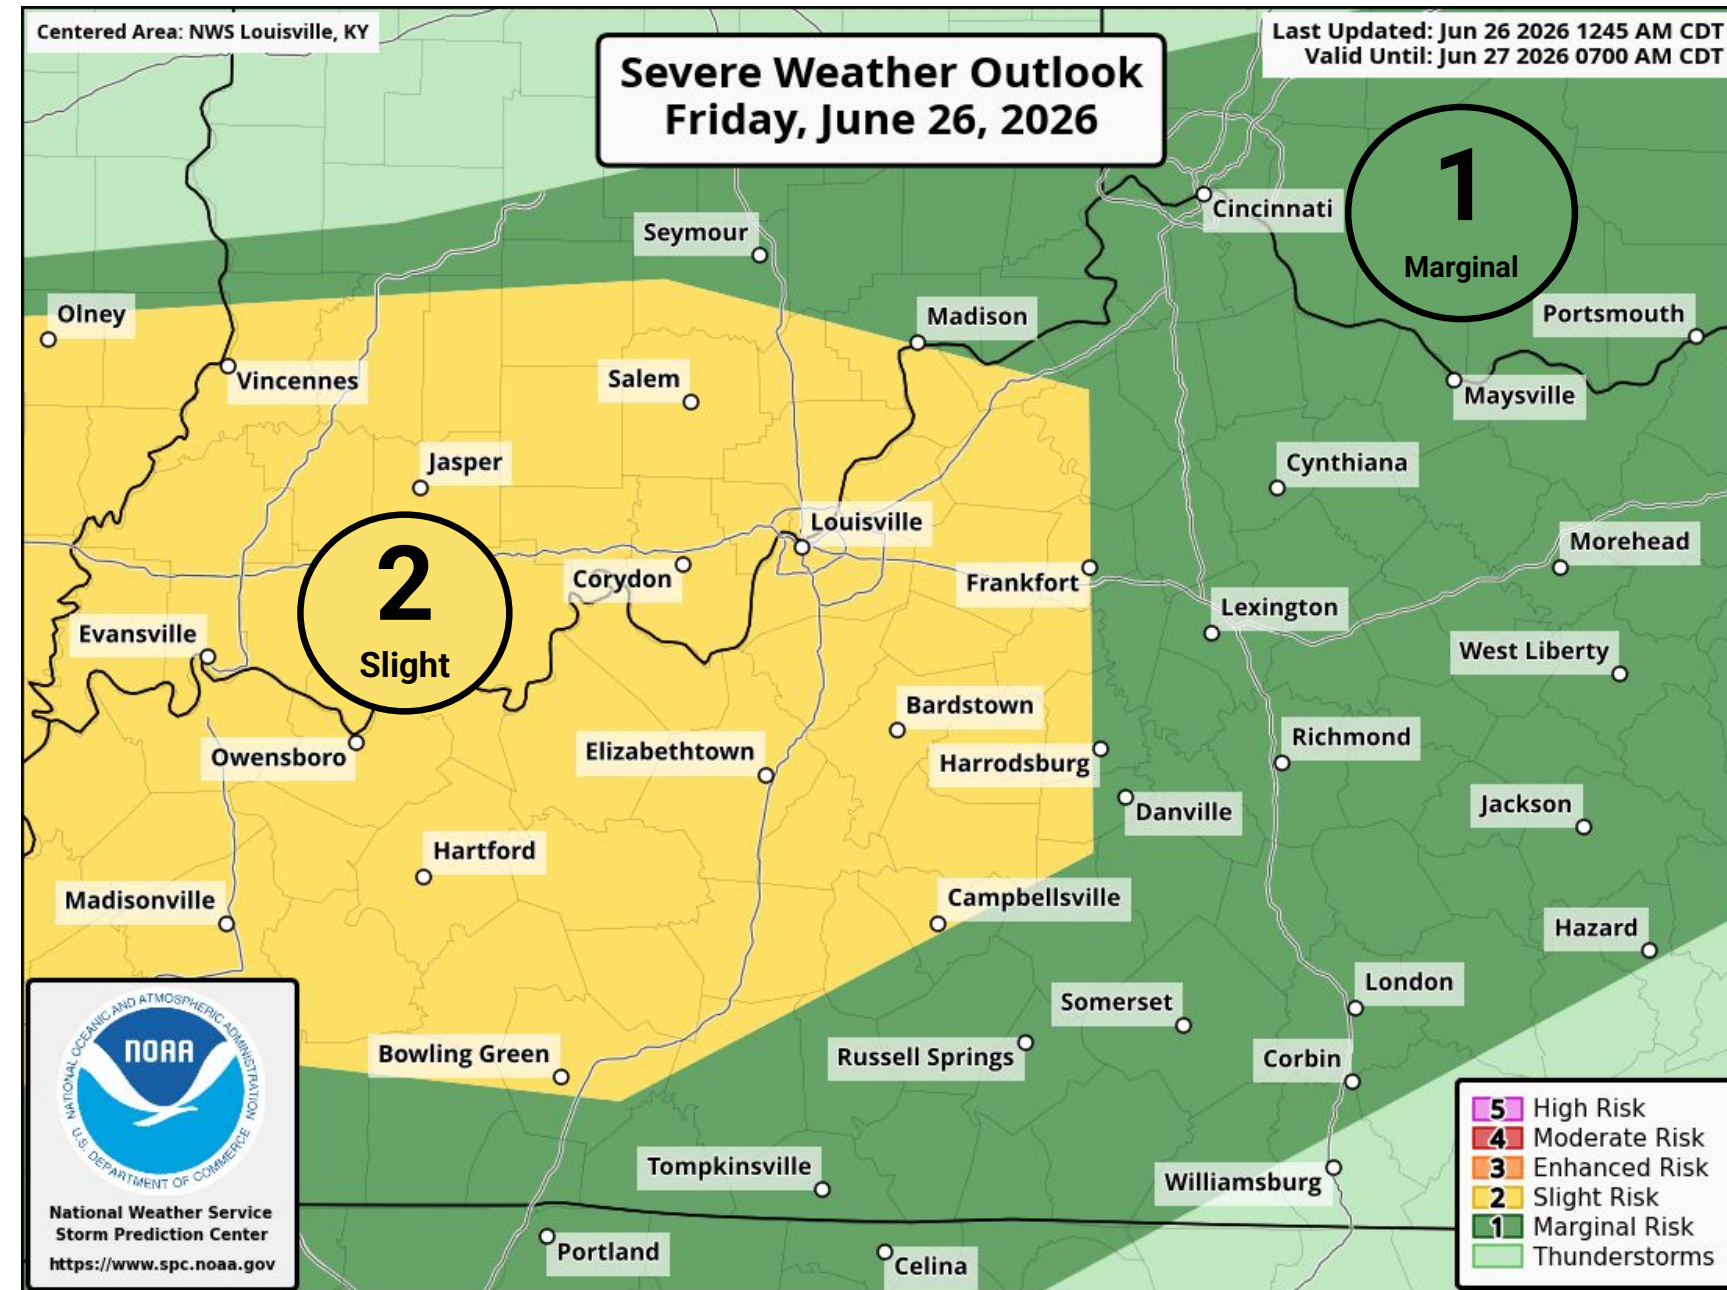 Centered Area: NWS Louisville, KY
Last Updated: Jun 26 2026 1245 AM CDT
Valid Until: Jun 27 2026 0700 AM CDT
Severe Weather Outlook
Friday, June 26, 2026
1
Marginal
Cincinnati
Seymour
Olney
Madison
Portsmouth
Vincennes
Salem
Maysville
Jasper
Cynthiana
Louisville
Morehead
2
Slight
Corydon
Frankfort
Lexington
Evansville
West Liberty
Bardstown
Richmond
Owensboro
Elizabethtown
Harrodsburg
Danville
Jackson
Hartford
Madisonville
Campbellsville
Hazard
London
Somerset
Bowling Green
Russell Springs
Corbin
Tompkinsville
Williamsburg
Portland
Celina
NATIONAL OCEANIC AND ATMOSPHERIC ADMINISTRATION
NOAA
U.S. DEPARTMENT OF COMMERCE
National Weather Service
Storm Prediction Center
https://www.spc.noaa.gov
5 High Risk
4 Moderate Risk
3 Enhanced Risk
2 Slight Risk
1 Marginal Risk
Thunderstorms